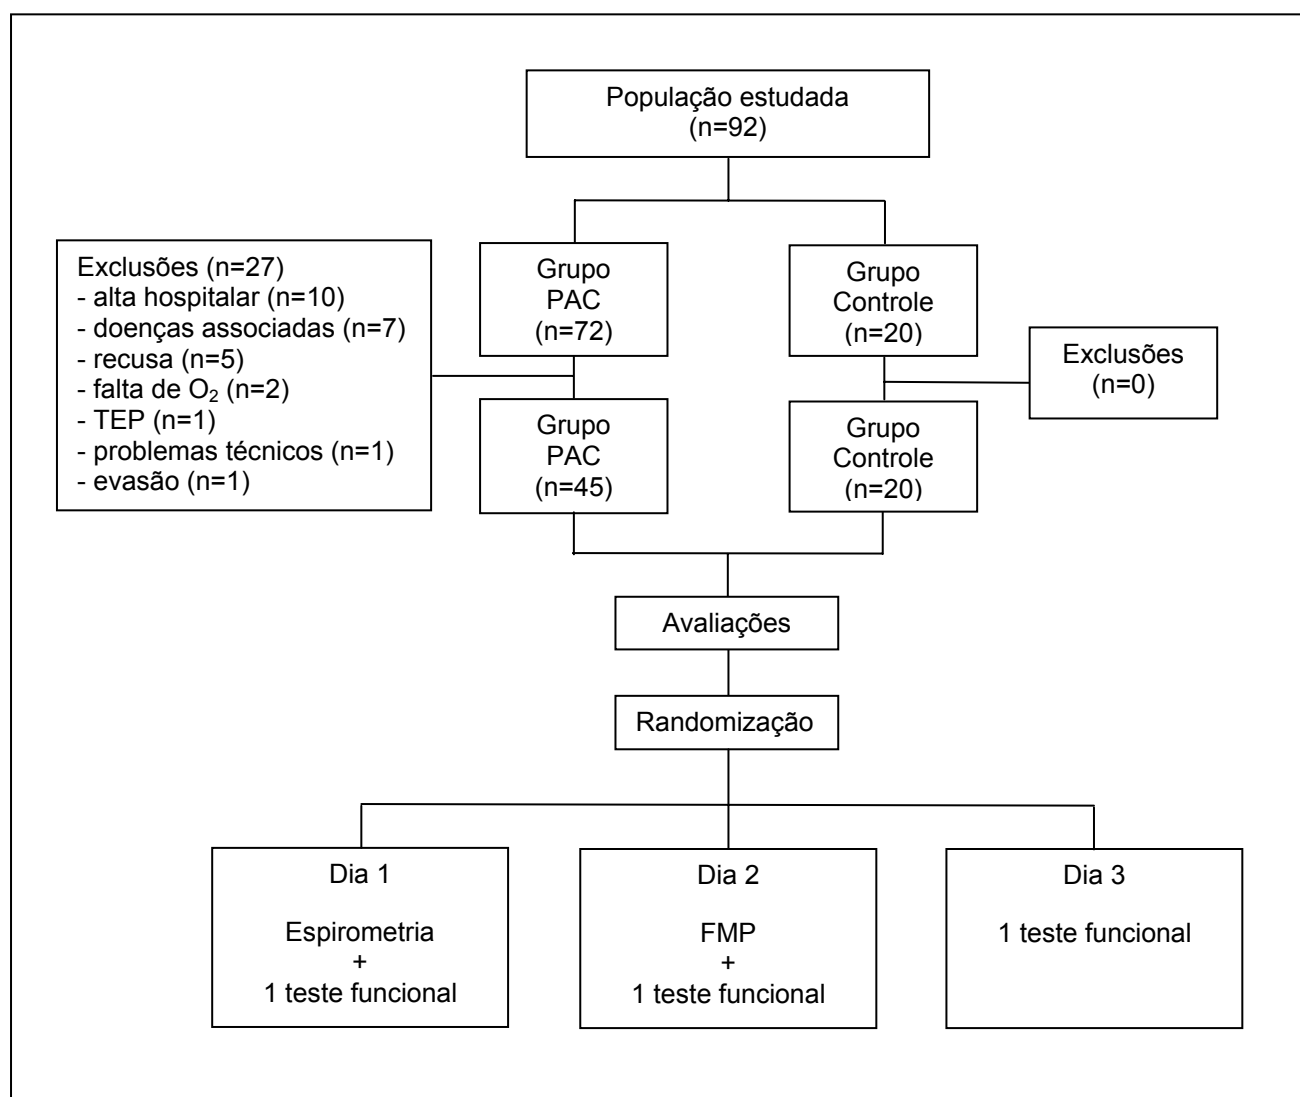 População estudada
(n=92)
Grupo
PAC
(n=72)
Grupo
Controle
(n=20)
Exclusões (n=27)
- alta hospitalar (n=10)
- doenças associadas (n=7)
- recusa (n=5)
- falta de O₂ (n=2)
- TEP (n=1)
- problemas técnicos (n=1)
- evasão (n=1)
Exclusões
(n=0)
Grupo
PAC
(n=45)
Grupo
Controle
(n=20)
Avaliações
Randomização
Dia 1
Espirometria
+
1 teste funcional
Dia 2
FMP
+
1 teste funcional
Dia 3
1 teste funcional